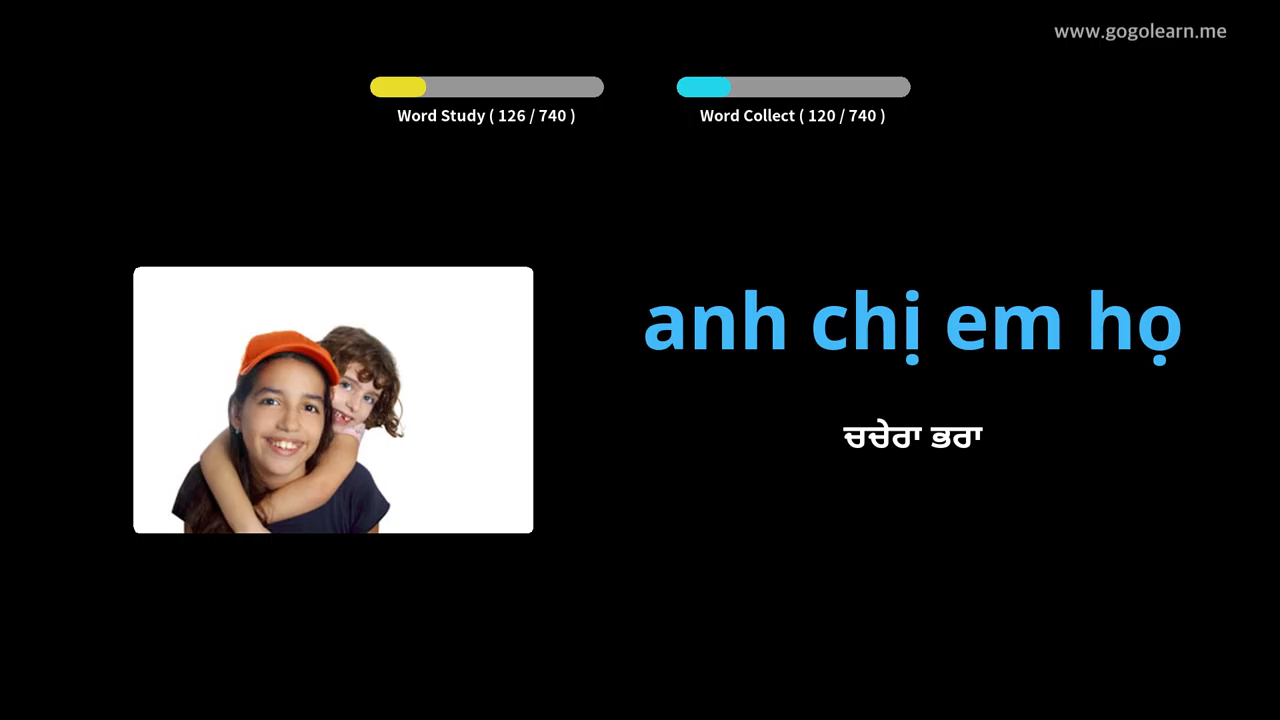 www.gogolearn.me
Word Study ( 126 / 740 )
Word Collect ( 120 / 740 )
anh chị em họ
ਚਚੇਰਾ ਭਰਾ